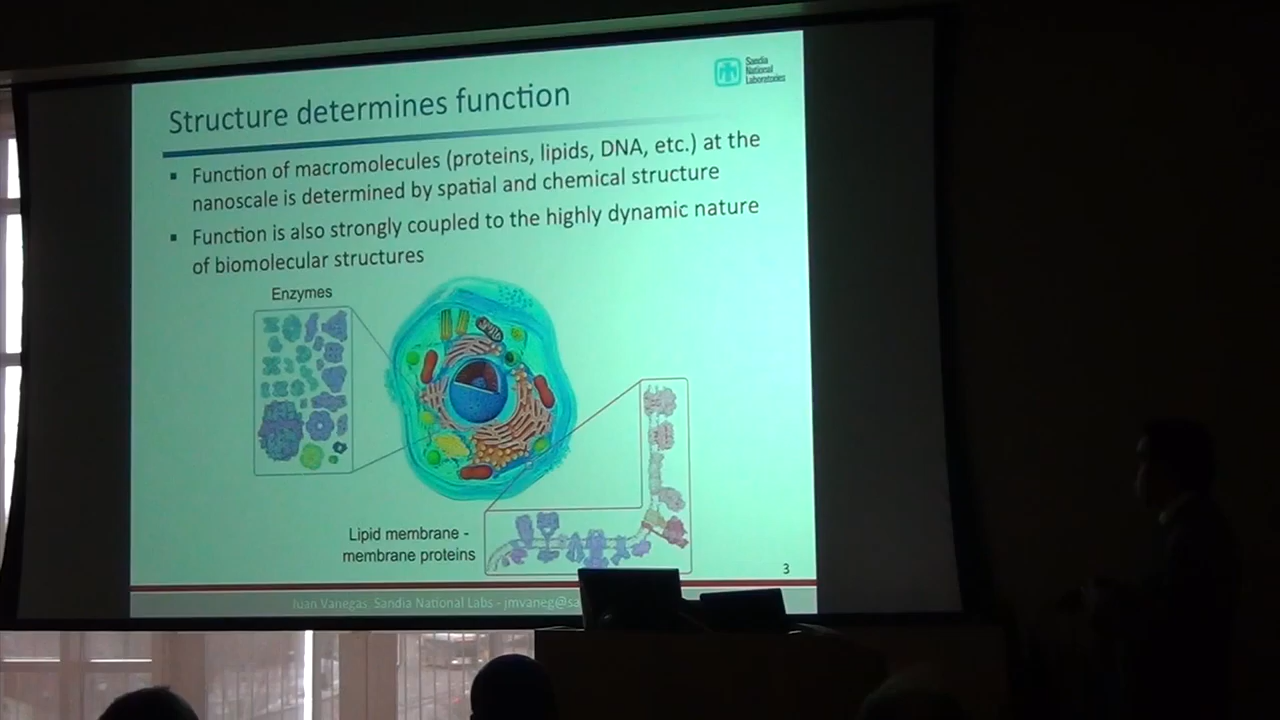 Sandia
National
Laboratories
Structure determines function
Function of macromolecules (proteins, lipids, DNA, etc.) at the
nanoscale is determined by spatial and chemical structure
Function is also strongly coupled to the highly dynamic nature
of biomolecular structures
Enzymes
Lipid membrane -
membrane proteins
3
Juan Vanegas Sandia National Labs - jmvaneg@sa